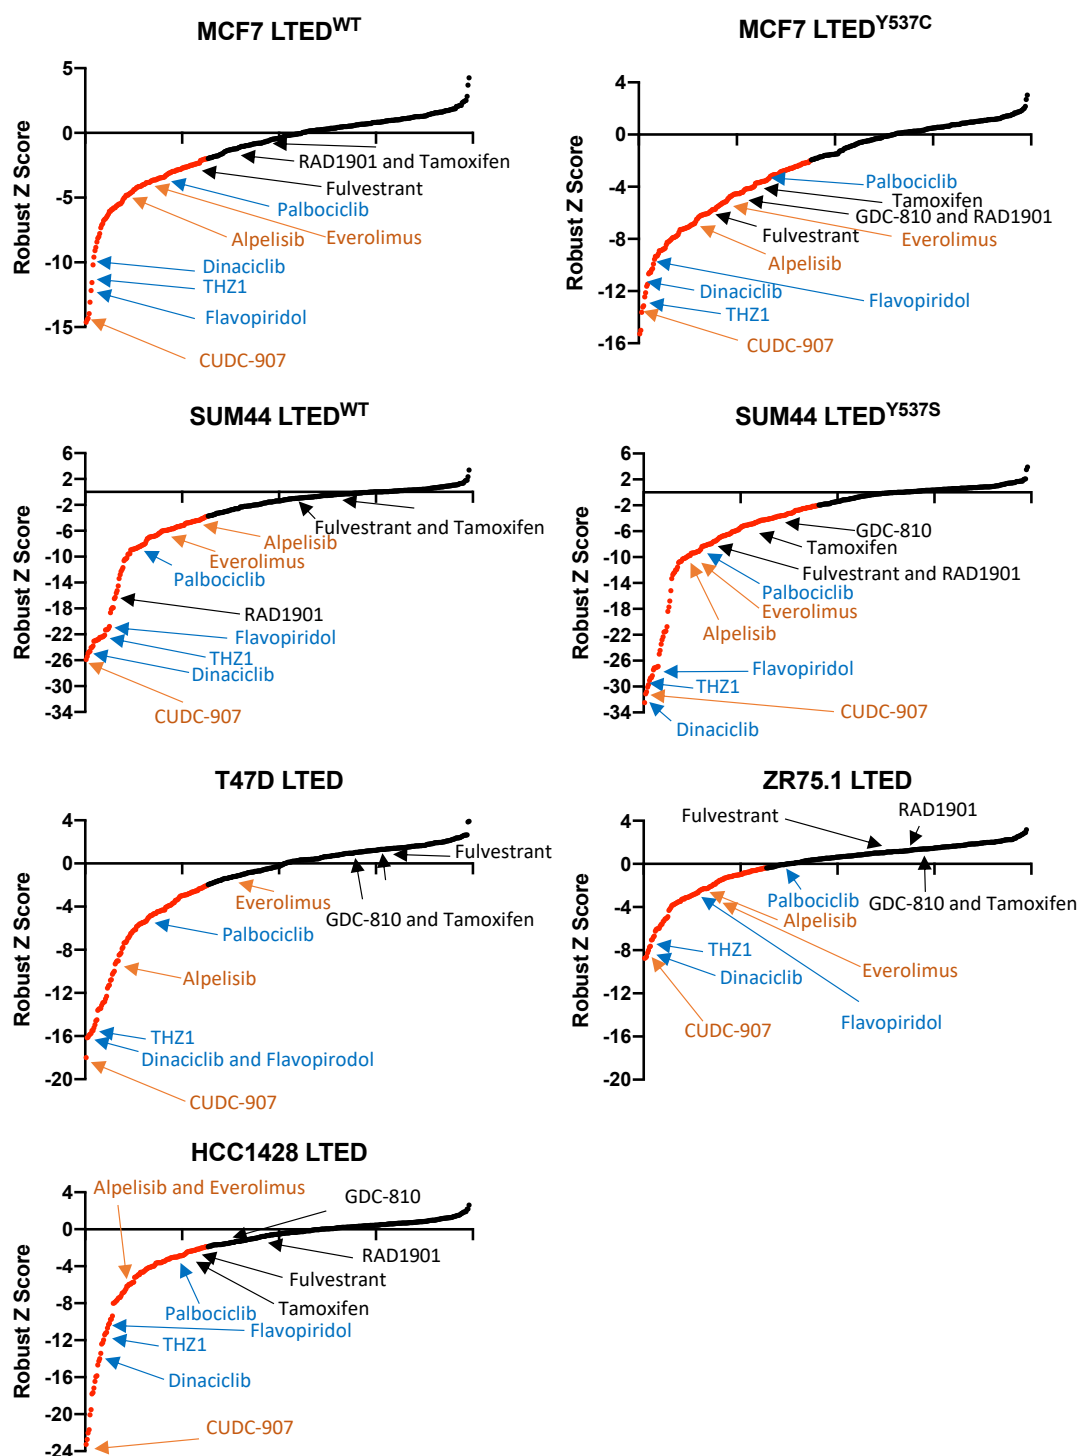 MCF7 LTED^WT
5
0
-5
-10
-15
Robust Z Score
RAD1901 and Tamoxifen
Fulvestrant
Palbociclib
Alpelisib
Everolimus
Dinaciclib
THZ1
Flavopiridol
CUDC-907
MCF7 LTED^Y537C
4
0
-4
-8
-12
-16
Robust Z Score
Palbociclib
Tamoxifen
GDC-810 and RAD1901
Fulvestrant
Everolimus
Alpelisib
Dinaciclib
Flavopiridol
THZ1
CUDC-907
SUM44 LTED^WT
6
2
-2
-6
-10
-14
-18
-22
-26
-30
-34
Robust Z Score
Fulvestrant and Tamoxifen
Alpelisib
Everolimus
Palbociclib
RAD1901
Flavopiridol
THZ1
Dinaciclib
CUDC-907
SUM44 LTED^Y537S
6
2
-2
-6
-10
-14
-18
-22
-26
-30
-34
Robust Z Score
GDC-810
Tamoxifen
Fulvestrant and RAD1901
Palbociclib
Everolimus
Alpelisib
Flavopiridol
THZ1
CUDC-907
Dinaciclib
T47D LTED
4
0
-4
-8
-12
-16
-20
Robust Z Score
Fulvestrant
Everolimus
GDC-810 and Tamoxifen
Palbociclib
Alpelisib
THZ1
Dinaciclib and Flavopirodol
CUDC-907
ZR75.1 LTED
4
0
-4
-8
-12
-16
-20
Robust Z Score
Fulvestrant
RAD1901
Palbociclib
GDC-810 and Tamoxifen
Alpelisib
THZ1
Everolimus
Dinaciclib
Flavopiridol
CUDC-907
HCC1428 LTED
4
0
-4
-8
-12
-16
-20
-24
Robust Z Score
Alpelisib and Everolimus
GDC-810
RAD1901
Fulvestrant
Tamoxifen
Palbociclib
Flavopiridol
THZ1
Dinaciclib
CUDC-907